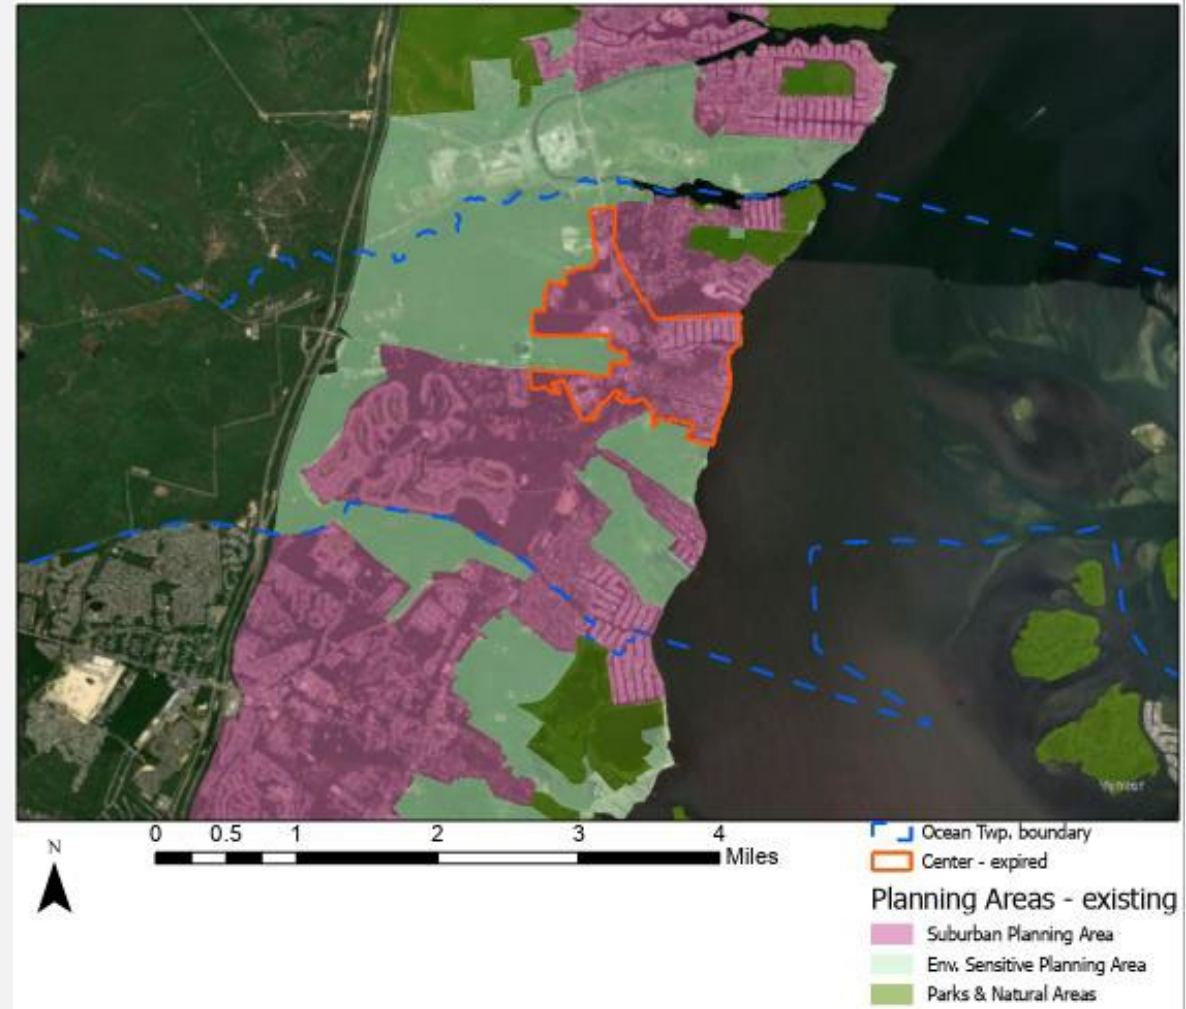 N
0 0.5 1 2 3 4
Miles
Ocean Twp. boundary
Center - expired
Planning Areas - existing
Suburban Planning Area
Env. Sensitive Planning Area
Parks & Natural Areas